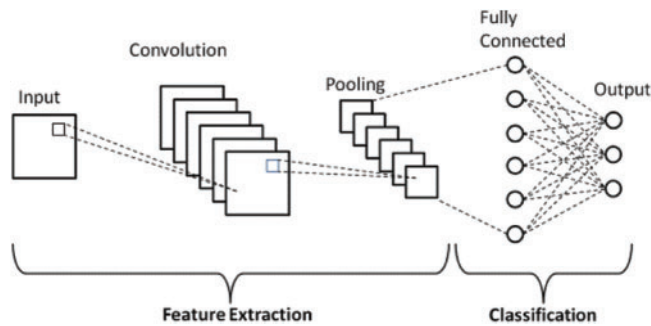 Fully
Connected
Convolution
Pooling
Output
Input
Feature Extraction
Classification